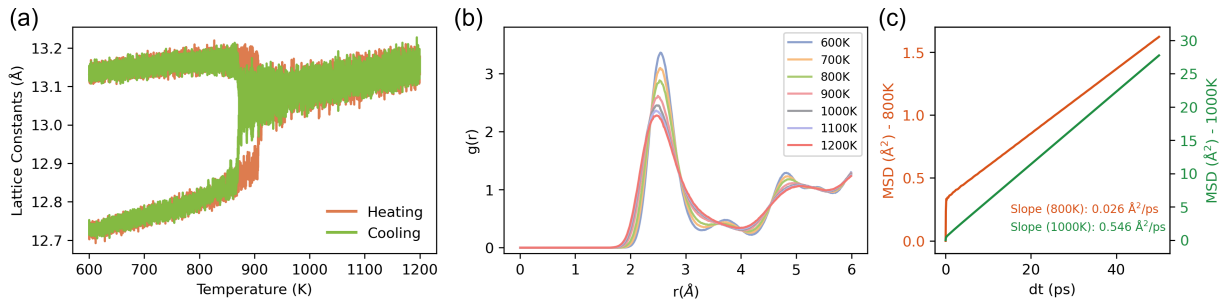 (a)
13.2
13.1
13.0
12.9
12.8
12.7
Lattice Constants (Å)
600
700
800
900
1000
1100
1200
Temperature (K)
Heating
Cooling
(b)
3
2
1
0
g(r)
0
1
2
3
4
5
6
r(Å)
600K
700K
800K
900K
1000K
1100K
1200K
(c)
1.5
1.0
0.5
0.0
MSD (Å²) - 800K
30
25
20
15
10
5
0
MSD (Å²) - 1000K
Slope (800K): 0.026 Å²/ps
Slope (1000K): 0.546 Å²/ps
0
20
40
dt (ps)